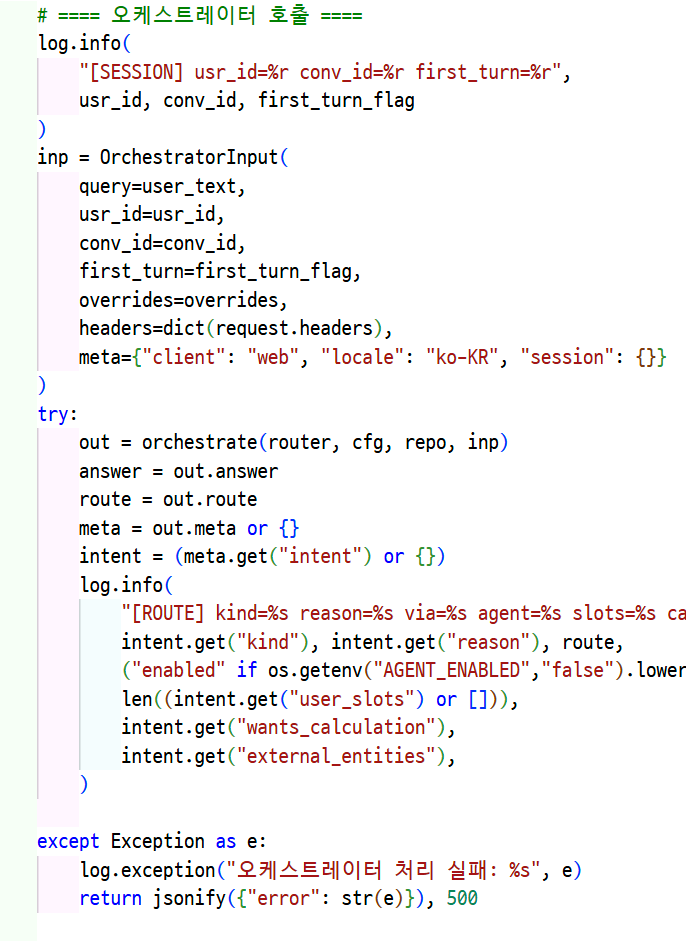 # ==== 오케스트레이터 호출 ====
log.info(
    "[SESSION] usr_id=%r conv_id=%r first_turn=%r",
    usr_id, conv_id, first_turn_flag
)
inp = OrchestratorInput(
    query=user_text,
    usr_id=usr_id,
    conv_id=conv_id,
    first_turn=first_turn_flag,
    overrides=overrides,
    headers=dict(request.headers),
    meta={"client": "web", "locale": "ko-KR", "session": {}}
)
try:
    out = orchestrate(router, cfg, repo, inp)
    answer = out.answer
    route = out.route
    meta = out.meta or {}
    intent = (meta.get("intent") or {})
    log.info(
        "[ROUTE] kind=%s reason=%s via=%s agent=%s slots=%s ca
        intent.get("kind"), intent.get("reason"), route,
        ("enabled" if os.getenv("AGENT_ENABLED","false").lower
        len((intent.get("user_slots") or [])),
        intent.get("wants_calculation"),
        intent.get("external_entities"),
    )
except Exception as e:
    log.exception("오케스트레이터 처리 실패: %s", e)
    return jsonify({"error": str(e)}), 500